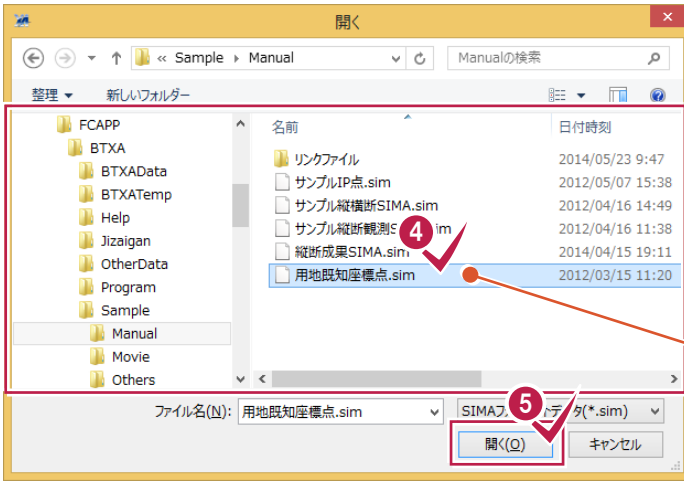 開く
« Sample Manual
Manualの検索
整理 新しいフォルダー
名前 日付時刻
FCAPP
BTXA
BTXAData
BTXATemp
Help
Jizaigan
OtherData
Program
Sample
Manual
Movie
Others
リンクファイル 2014/05/23 9:47
サンプルIP点.sim 2012/05/07 15:38
サンプル縦横断SIMA.sim 2012/04/16 14:49
サンプル縦断観測S im 2012/04/16 11:38
縦断成果SIMA.sim 2014/04/15 19:11
用地既知座標点.sim 2012/03/15 11:20
4
ファイル名(N): 用地既知座標点.sim
SIMAフ タ(*.sim)
5
開く(O) キャンセル